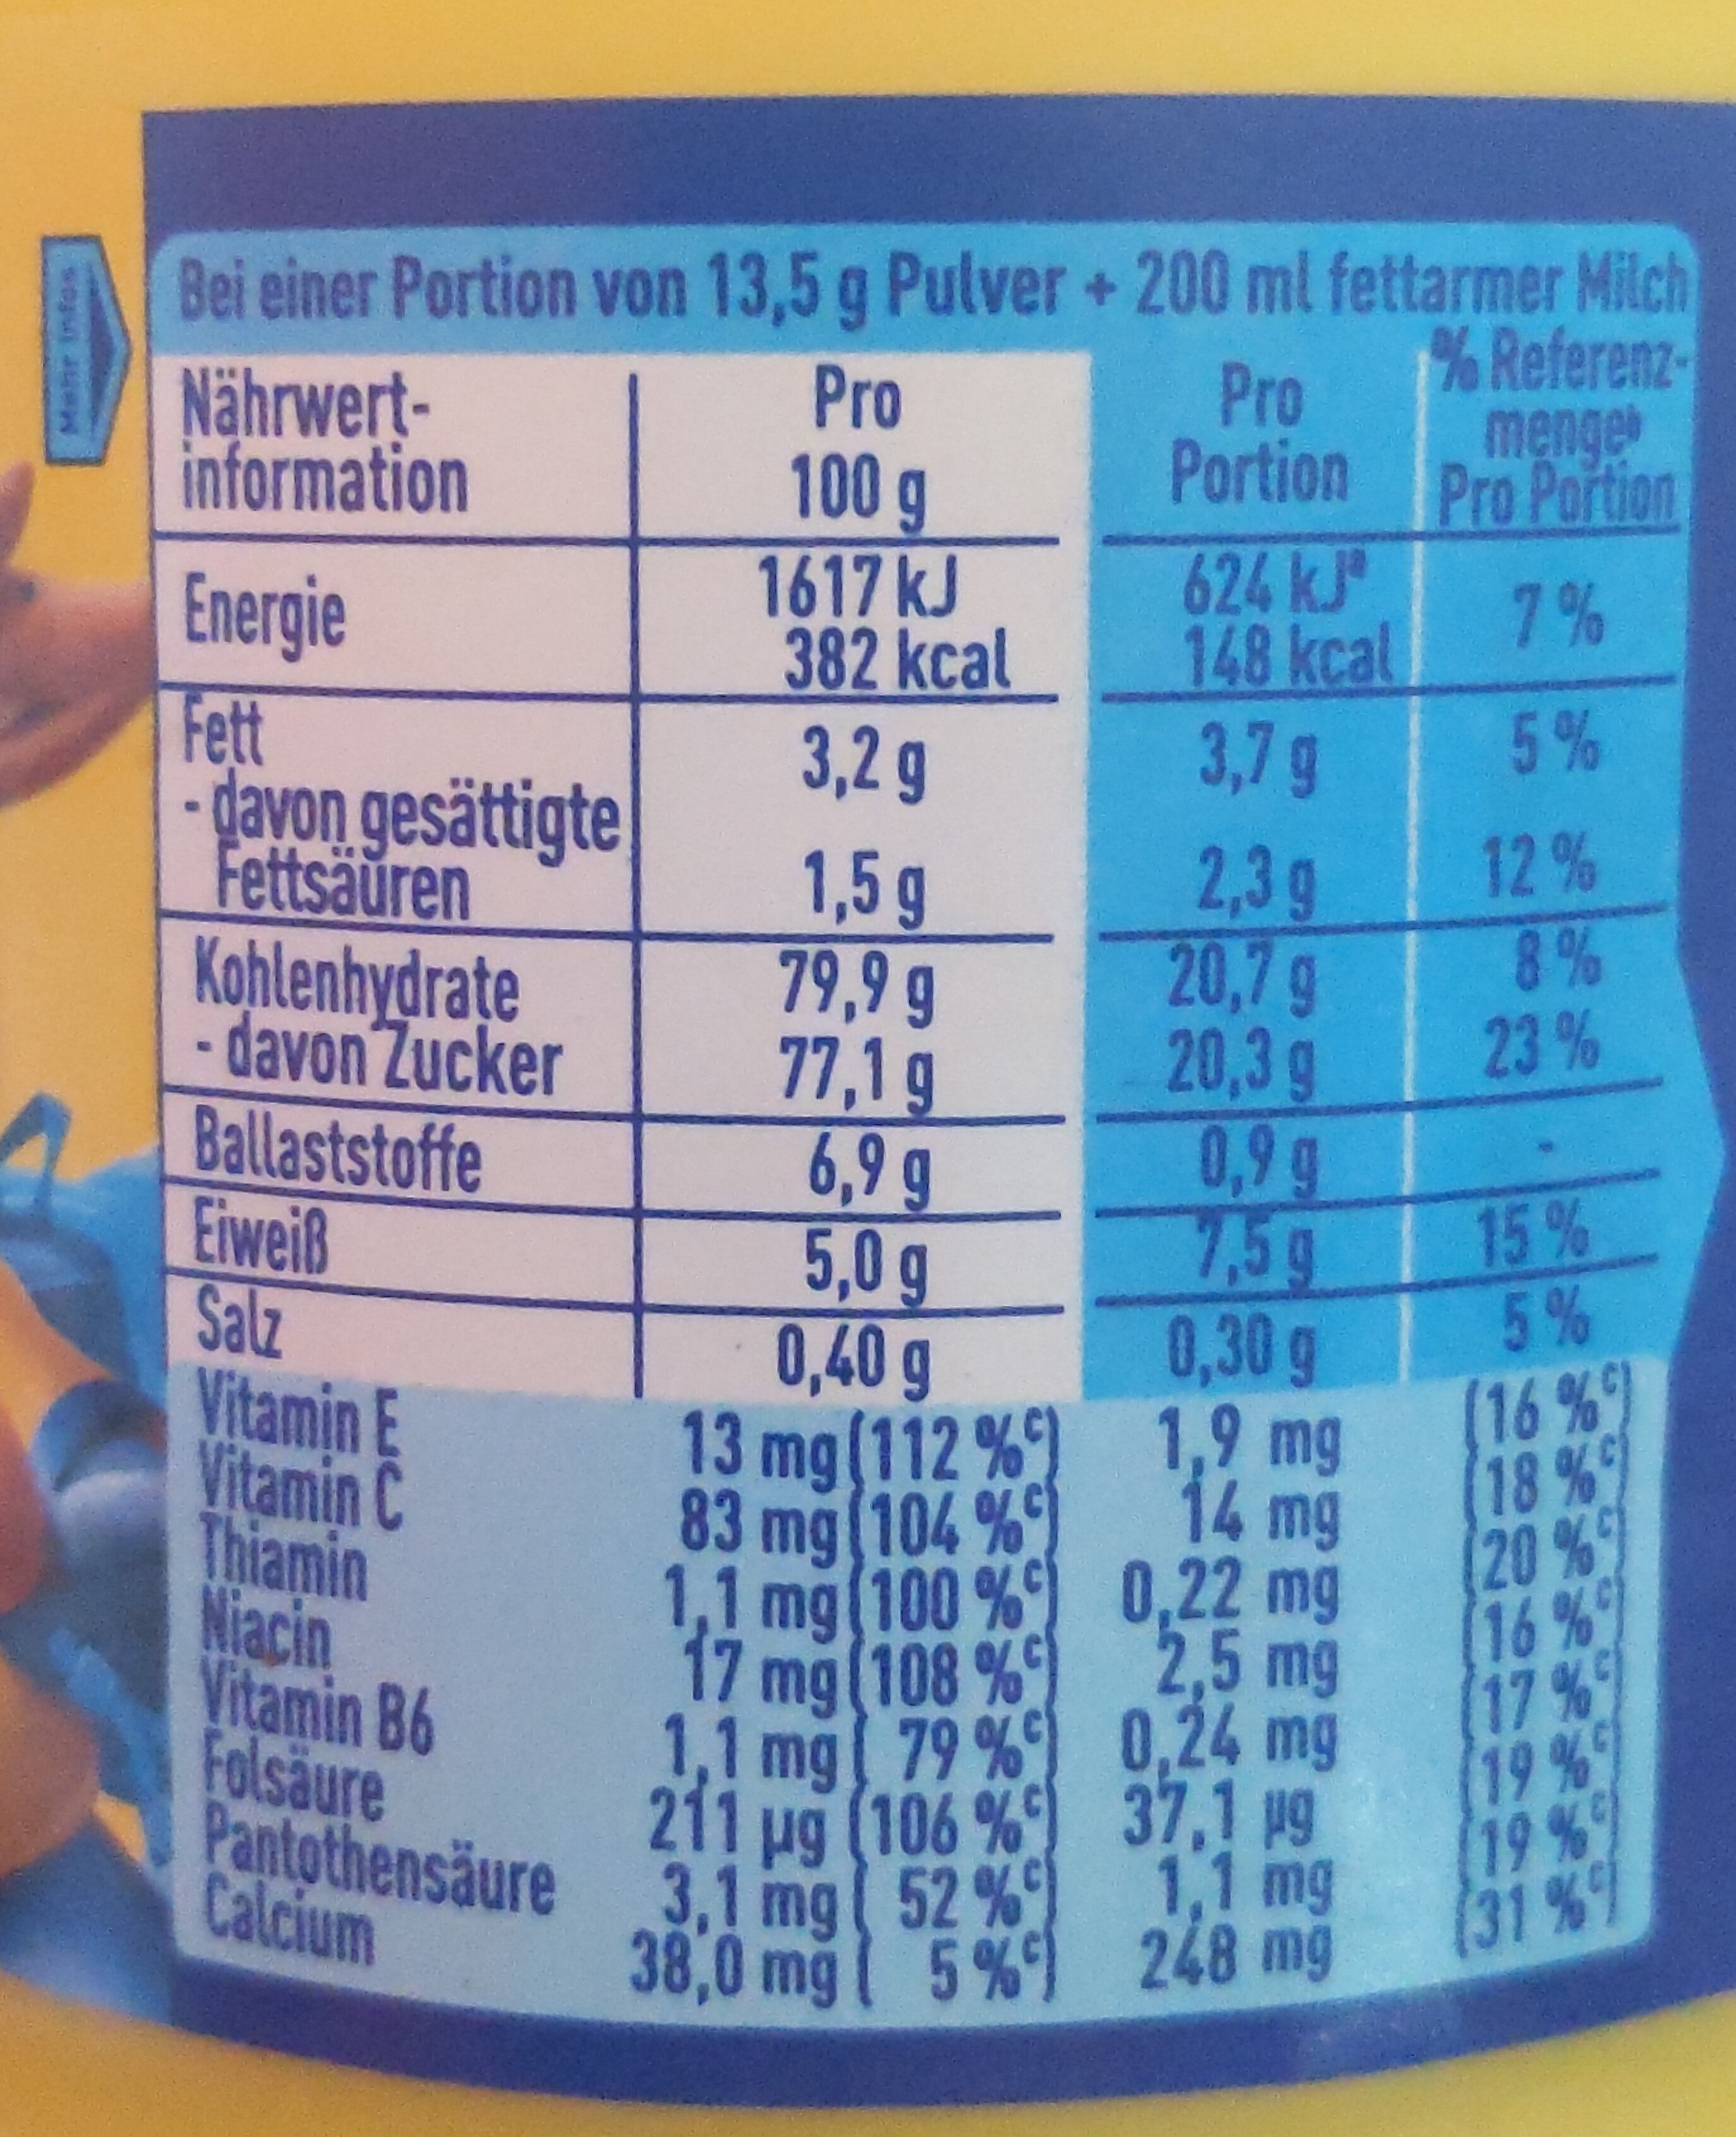 Mehr Infos
Bei einer Portion von 13,5 g Pulver + 200 ml fettarmer Milch
Nährwert-
information
Pro
100 g
Pro
Portion
% Referenz-
mengeᵇ
Pro Portion
Energie 1617 kJ 624 kJᵃ 7 %
382 kcal 148 kcal
Fett 3,2 g 3,7 g 5 %
- davon gesättigte
Fettsäuren 1,5 g 2,3 g 12 %
Kohlenhydrate 79,9 g 20,7 g 8 %
- davon Zucker 77,1 g 20,3 g 23 %
Ballaststoffe 6,9 g 0,9 g -
Eiweiß 5,0 g 7,5 g 15 %
Salz 0,40 g 0,30 g 5 %
Vitamin E 13 mg (112 %ᶜ) 1,9 mg (16 %ᶜ)
Vitamin C 83 mg (104 %ᶜ) 14 mg (18 %ᶜ)
Thiamin 1,1 mg (100 %ᶜ) 0,22 mg (20 %ᶜ)
Niacin 17 mg (108 %ᶜ) 2,5 mg (16 %ᶜ)
Vitamin B6 1,1 mg ( 79 %ᶜ) 0,24 mg (17 %ᶜ)
Folsäure 211 µg (106 %ᶜ) 37,1 µg (19 %ᶜ)
Pantothensäure 3,1 mg ( 52 %ᶜ) 1,1 mg (19 %ᶜ)
Calcium 38,0 mg ( 5 %ᶜ) 248 mg (31 %ᶜ)